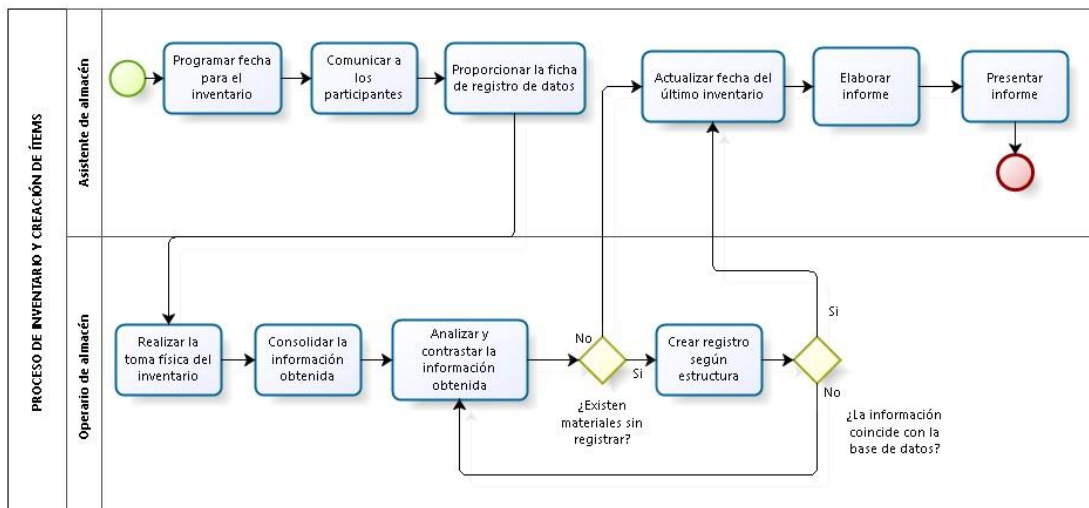 PROCESO DE INVENTARIO Y CREACIÓN DE ÍTEMS
Asistente de almacén
Programar fecha
para el
inventario
Comunicar a
los
participantes
Proporcionar la ficha
de registro de datos
Actualizar fecha del
último inventario
Elaborar
informe
Presentar
informe
Operario de almacén
Realizar la
toma física del
inventario
Consolidar la
información
obtenida
Analizar y
contrastar la
información
obtenida
No
Si
¿Existen
materiales sin
registrar?
Crear registro
según
estructura
Si
No
¿La información
coincide con la
base de datos?